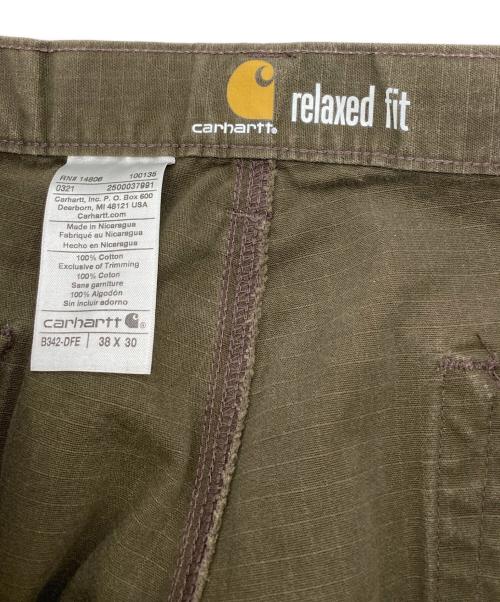 carhartt.
relaxed fit
RN# 14806 100135
0321 2500037991
Carhartt, Inc. P. O. Box 600
Dearborn, MI 48121 USA
Carhartt.com
Made in Nicaragua
Fabriqué au Nicaragua
Hecho en Nicaragua
100% Cotton
Exclusive of Trimming
100% Coton
Sans garniture
100% Algodón
Sin incluir adorno
carhartt
B342-DFE 38 X 30